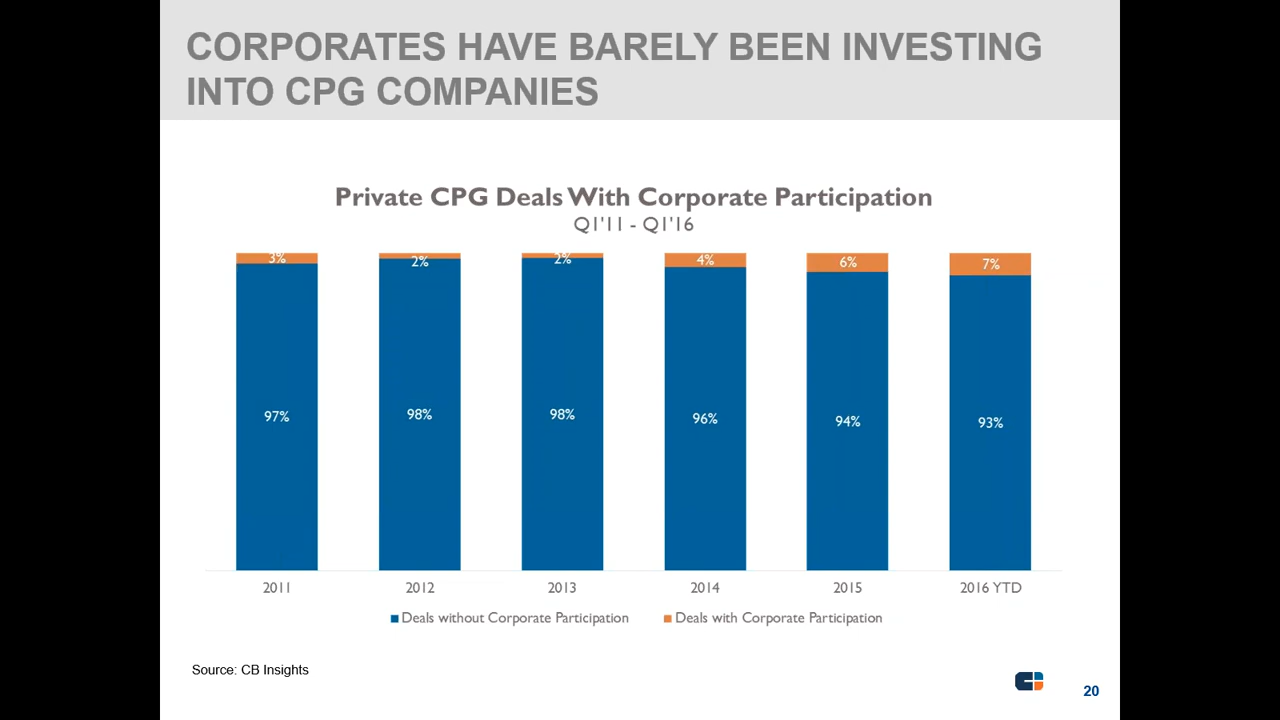 CORPORATES HAVE BARELY BEEN INVESTING
INTO CPG COMPANIES
Private CPG Deals With Corporate Participation
Q1'11 - Q1'16
3% 2% 2% 4% 6% 7%
97% 98% 98% 96% 94% 93%
2011 2012 2013 2014 2015 2016 YTD
Deals without Corporate Participation Deals with Corporate Participation
Source: CB Insights
20